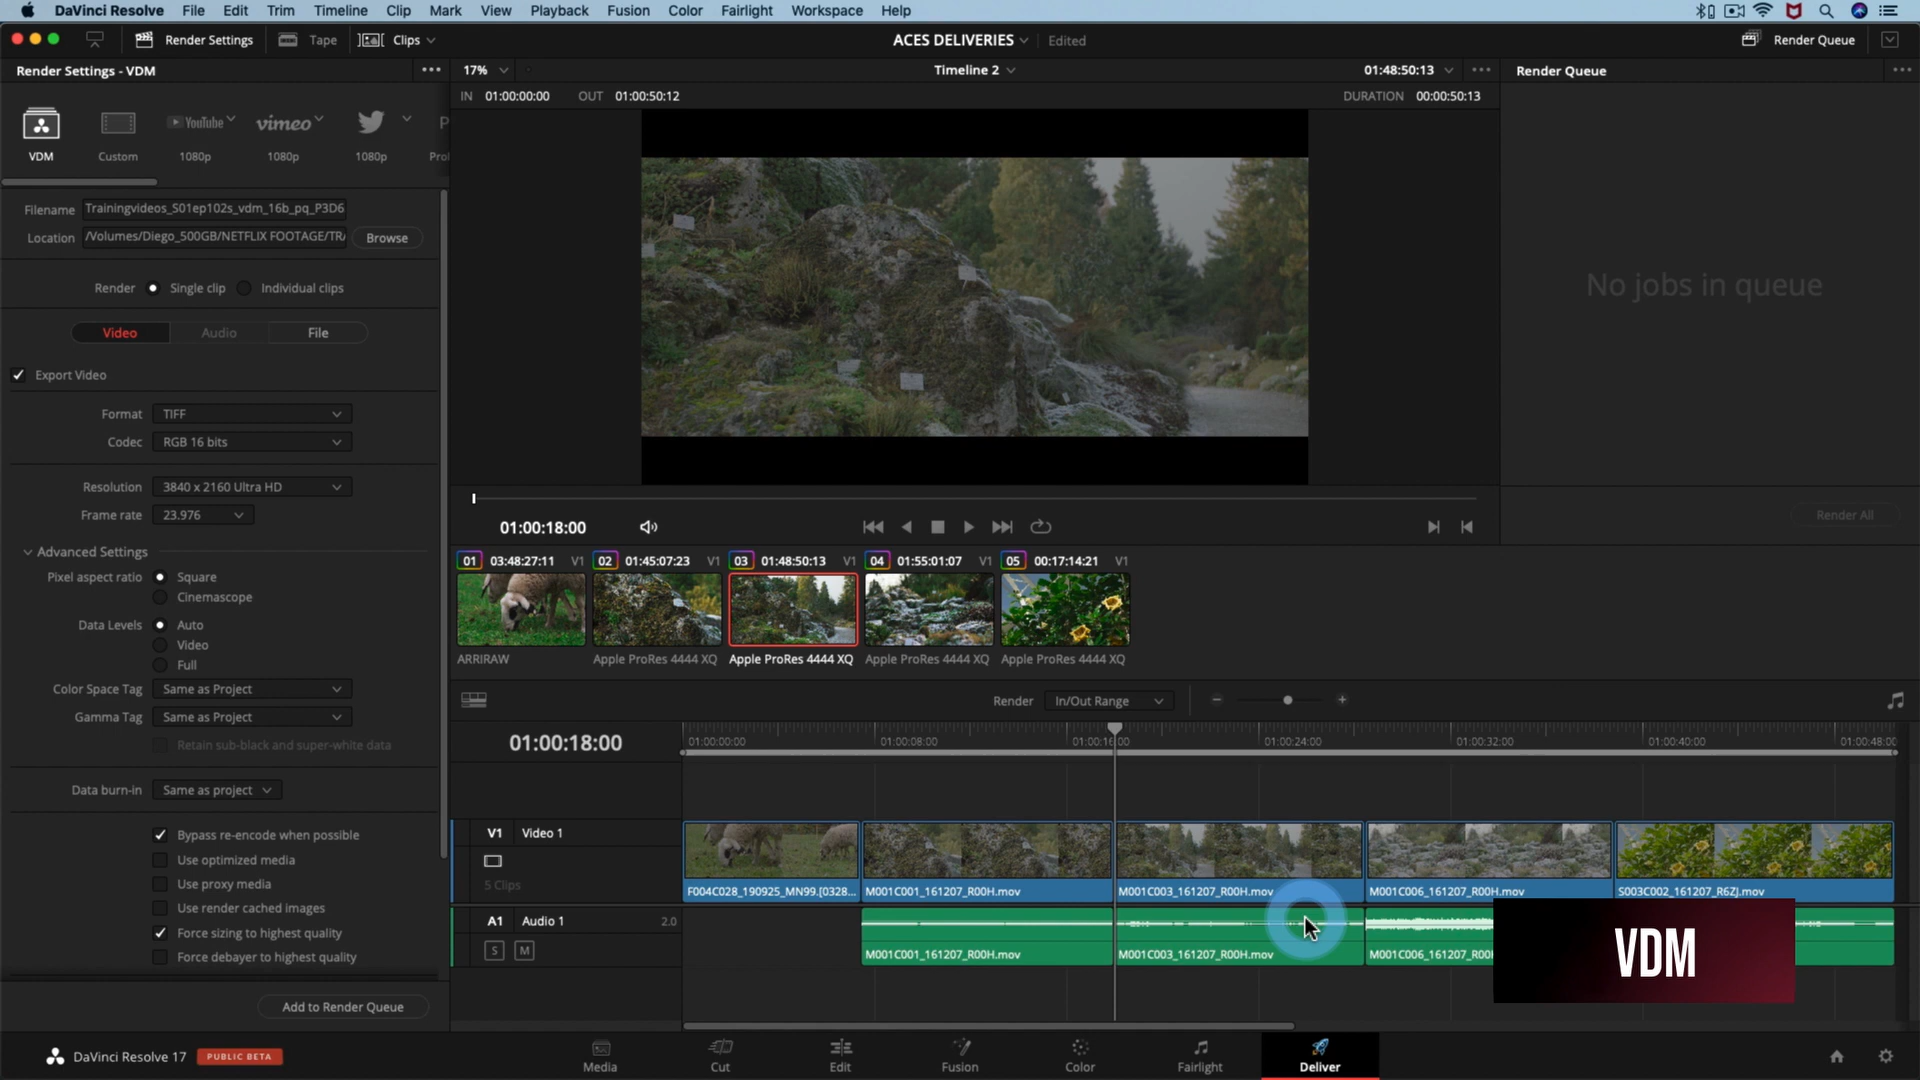 DaVinci Resolve File Edit Trim Timeline Clip Mark View Playback Fusion Color Fairlight Workspace Help
Render Settings Tape Clips ACES DELIVERIES Edited Render Queue
Render Settings - VDM 17% Timeline 2 01:48:50:13 Render Queue
IN 01:00:00:00 OUT 01:00:50:12 DURATION 00:00:50:13
YouTube vimeo
VDM Custom 1080p 1080p 1080p
Filename Trainingvideos_S01ep102s_vdm_16b_pq_P3D6
Location /Volumes/Diego_500GB/NETFLIX FOOTAGE/TRA Browse
Render Single clip Individual clips
No jobs in queue
Video Audio File
Export Video
Format TIFF
Codec RGB 16 bits
Resolution 3840 x 2160 Ultra HD
Frame rate 23.976
Render All
01:00:18:00
Advanced Settings
Pixel aspect ratio Square
Cinemascope
Data Levels Auto
Video
Full
Color Space Tag Same as Project
Gamma Tag Same as Project
Retain sub-black and super-white data
Data burn-in Same as project
Bypass re-encode when possible
Use optimized media
Use proxy media
Use render cached images
Force sizing to highest quality
Force debayer to highest quality
Add to Render Queue
01 03:48:27:11 V1 02 01:45:07:23 V1 03 01:48:50:13 V1 04 01:55:01:07 V1 05 00:17:14:21 V1
ARRIRAW Apple ProRes 4444 XQ Apple ProRes 4444 XQ Apple ProRes 4444 XQ Apple ProRes 4444 XQ
Render In/Out Range
01:00:18:00 01:00:00:00 01:00:08:00 01:00:16:00 01:00:24:00 01:00:32:00 01:00:40:00 01:00:48:00
V1 Video 1
5 Clips
F004C028_190925_MN99.[0328... M001C001_161207_R00H.mov M001C003_161207_R00H.mov M001C006_161207_R00H.mov S003C002_161207_R6ZJ.mov
A1 Audio 1 2.0
S M
M001C001_161207_R00H.mov M001C003_161207_R00H.mov M001C006_161207_R00H
VDM
DaVinci Resolve 17 PUBLIC BETA
Media Cut Edit Fusion Color Fairlight Deliver